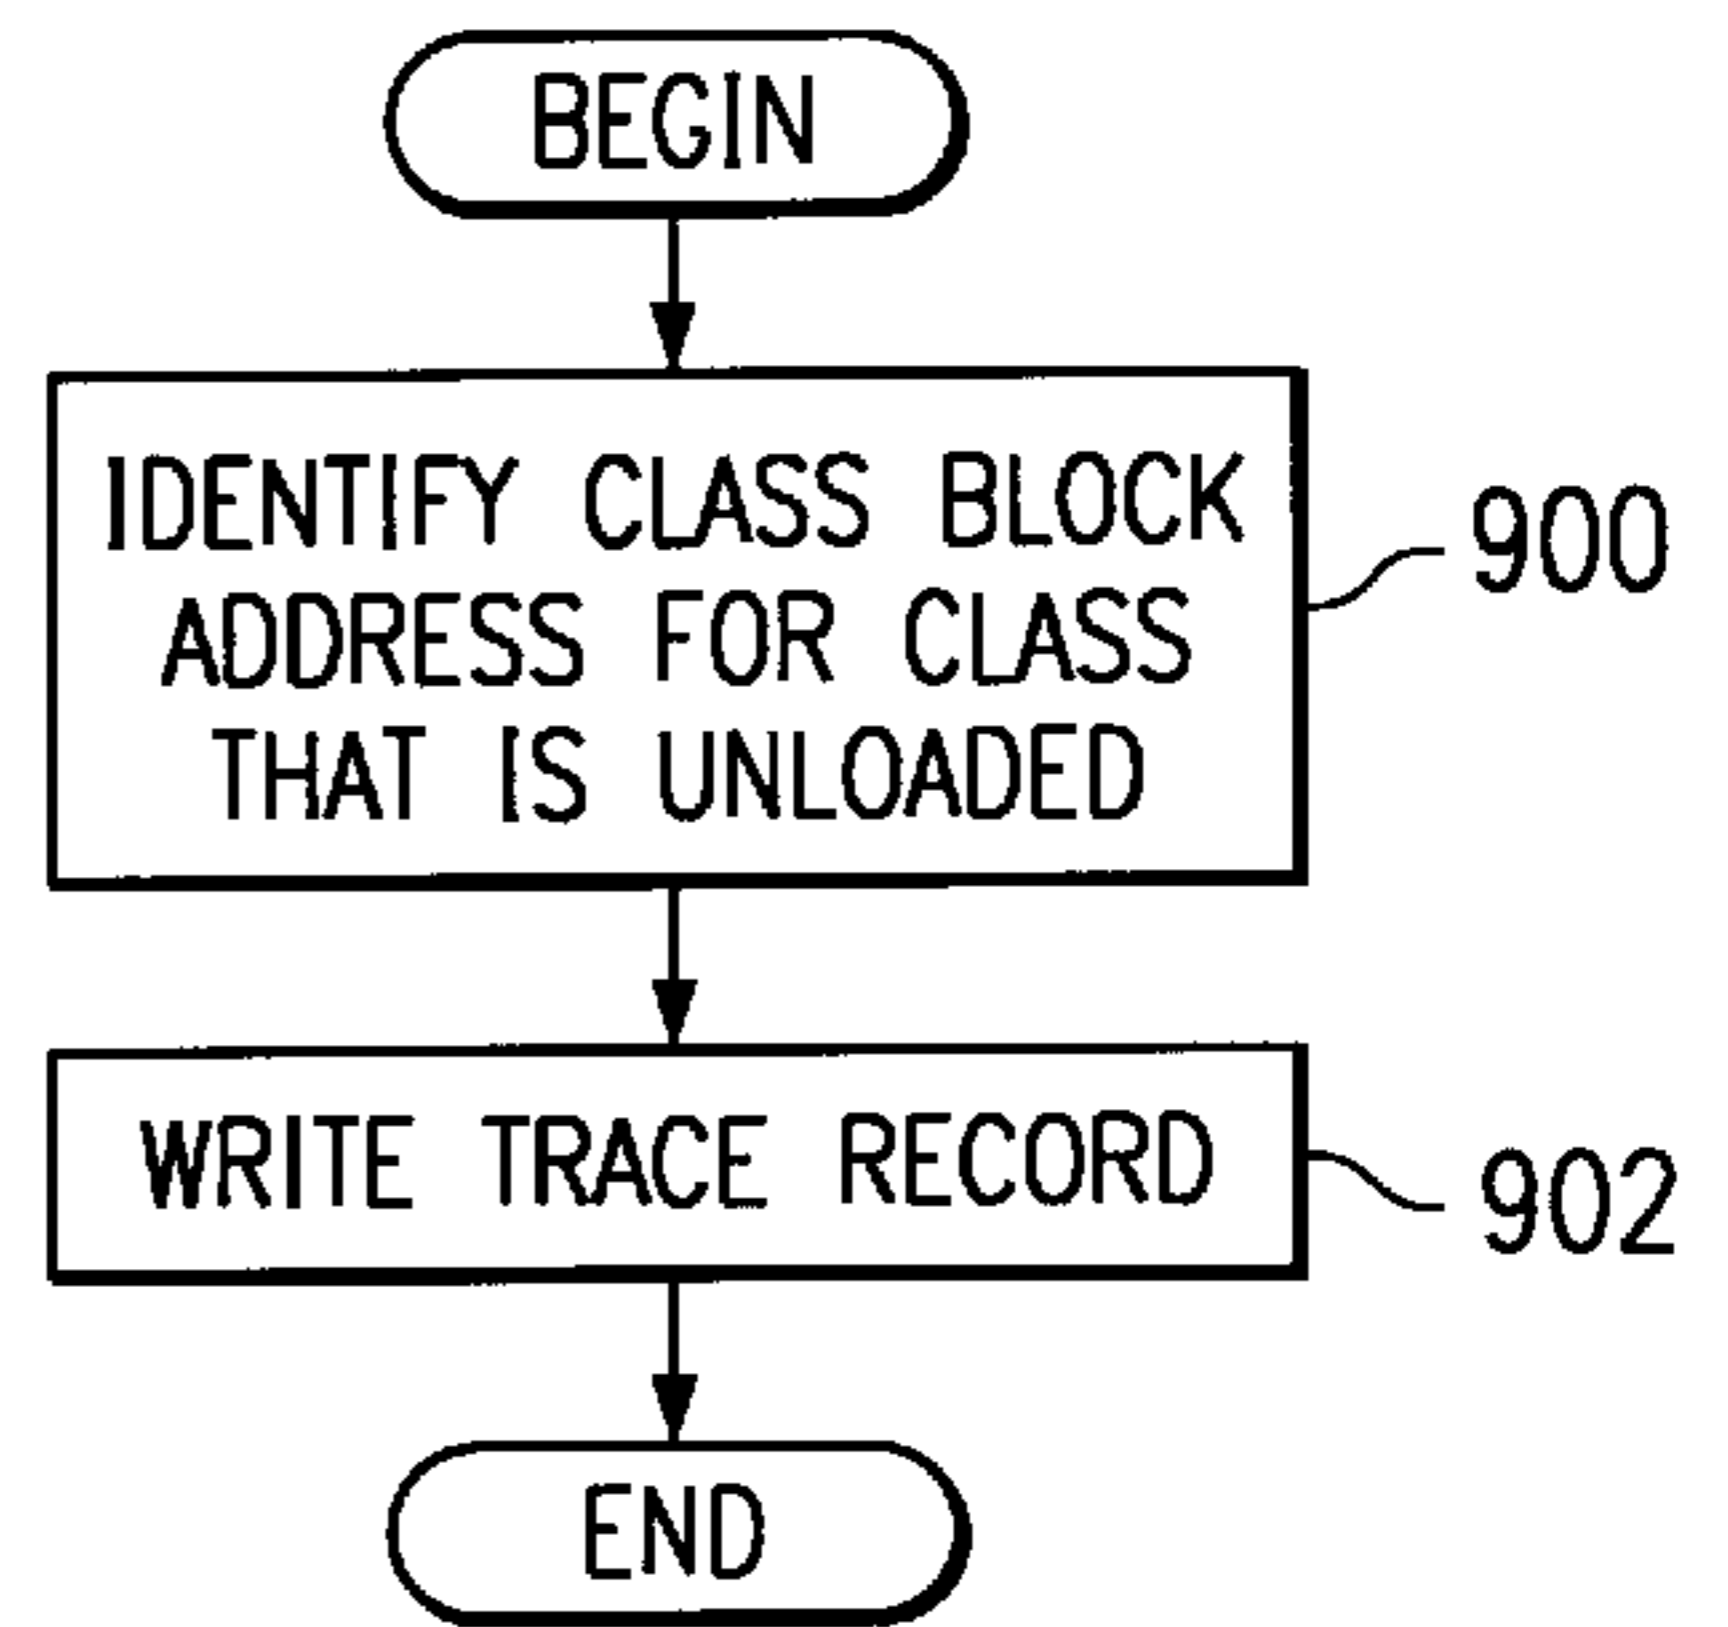 BEGIN
IDENTIFY CLASS BLOCK
ADDRESS FOR CLASS
THAT IS UNLOADED
900
WRITE TRACE RECORD
902
END